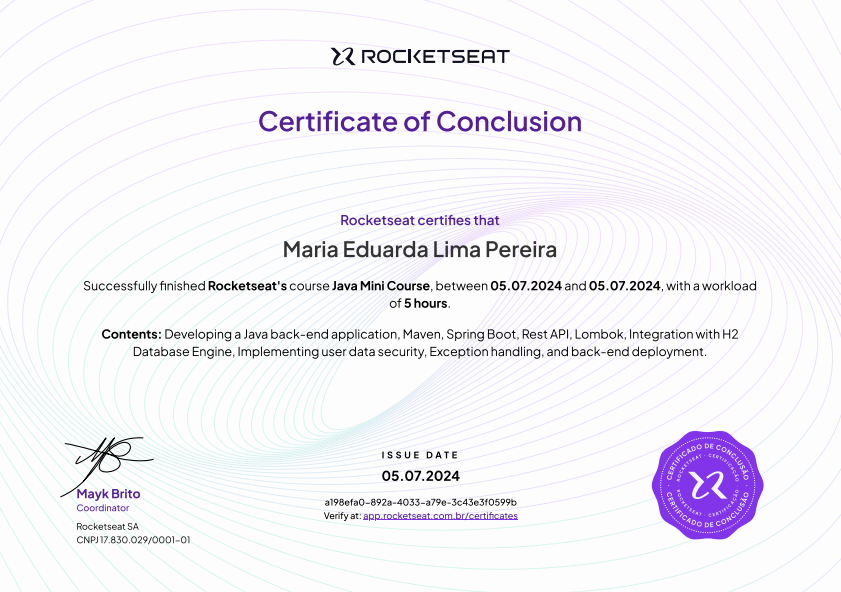 ROCKETSEAT
Certificate of Conclusion
Rocketseat certifies that
Maria Eduarda Lima Pereira
Successfully finished Rocketseat's course Java Mini Course, between 05.07.2024 and 05.07.2024, with a workload
of 5 hours.
Contents: Developing a Java back-end application, Maven, Spring Boot, Rest API, Lombok, Integration with H2
Database Engine, Implementing user data security, Exception handling, and back-end deployment.
Mayk Brito
Coordinator
Rocketseat SA
CNPJ 17.830.029/0001-01
ISSUE DATE
05.07.2024
a198efa0-892a-4033-a79e-3c43e3f0599b
Verify at: app.rocketseat.com.br/certificates
CERTIFICADO DE CONCLUSÃO
ROCKETSEAT · CERTIFICAÇÃO
ROCKETSEAT · CERTIFICAÇÃO
CERTIFICADO DE CONCLUSÃO